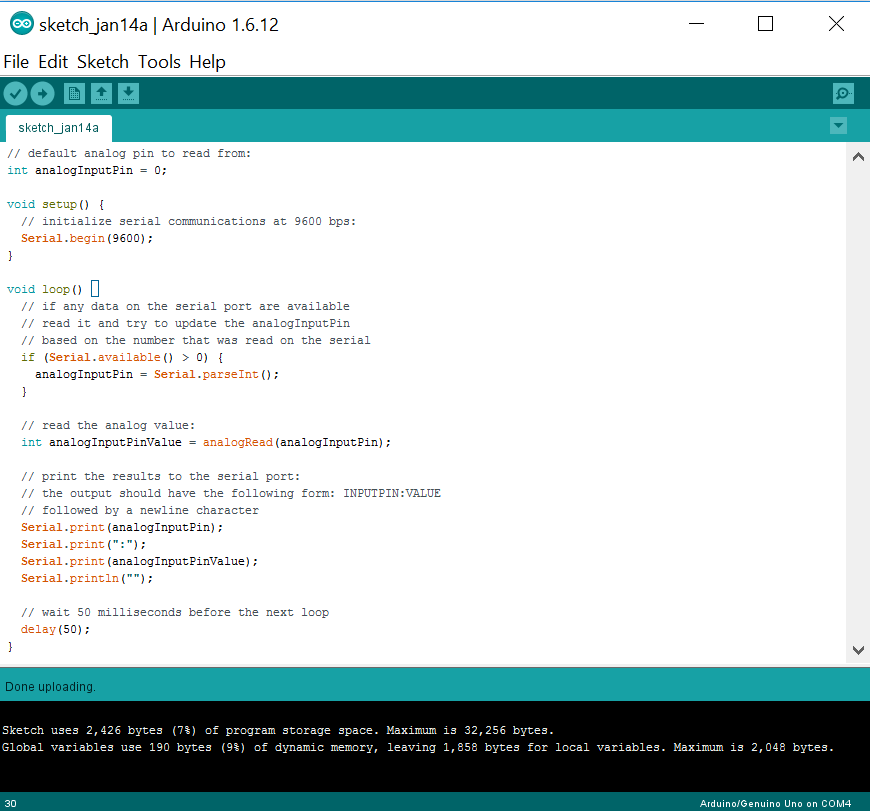 sketch_jan14a | Arduino 1.6.12
File Edit Sketch Tools Help
sketch_jan14a
// default analog pin to read from:
int analogInputPin = 0;
void setup() {
// initialize serial communications at 9600 bps:
Serial.begin(9600);
}
void loop()
// if any data on the serial port are available
// read it and try to update the analogInputPin
// based on the number that was read on the serial
if (Serial.available() > 0) {
analogInputPin = Serial.parseInt();
}
// read the analog value:
int analogInputPinValue = analogRead(analogInputPin);
// print the results to the serial port:
// the output should have the following form: INPUTPIN:VALUE
// followed by a newline character
Serial.print(analogInputPin);
Serial.print(":");
Serial.print(analogInputPinValue);
Serial.println("");
// wait 50 milliseconds before the next loop
delay(50);
}
Done uploading.
Sketch uses 2,426 bytes (7%) of program storage space. Maximum is 32,256 bytes.
Global variables use 190 bytes (9%) of dynamic memory, leaving 1,858 bytes for local variables. Maximum is 2,048 bytes.
30
Arduino/Genuino Uno on COM4